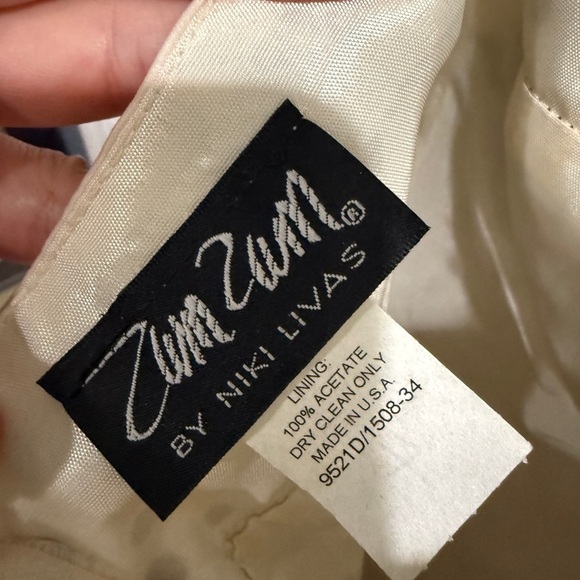 Zum Zum®
BY NIKI LIVAS
LINING:
100% ACETATE
DRY CLEAN ONLY
MADE IN U.S.A.
9521D/1508-34